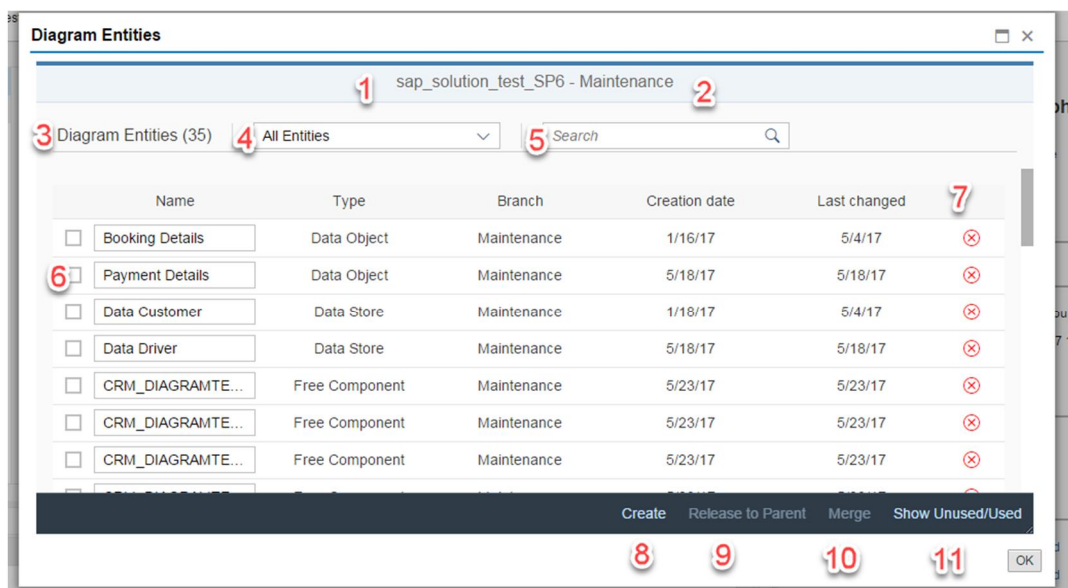 Diagram Entities
1 sap_solution_test_SP6 - Maintenance 2
3 Diagram Entities (35) 4 All Entities 5 Search
Name Type Branch Creation date Last changed 7
Booking Details Data Object Maintenance 1/16/17 5/4/17
6 Payment Details Data Object Maintenance 5/18/17 5/18/17
Data Customer Data Store Maintenance 1/18/17 5/4/17
Data Driver Data Store Maintenance 5/18/17 5/18/17
CRM_DIAGRAMTE... Free Component Maintenance 5/23/17 5/23/17
CRM_DIAGRAMTE... Free Component Maintenance 5/23/17 5/23/17
CRM_DIAGRAMTE... Free Component Maintenance 5/23/17 5/23/17
Create Release to Parent Merge Show Unused/Used
8 9 10 11 OK